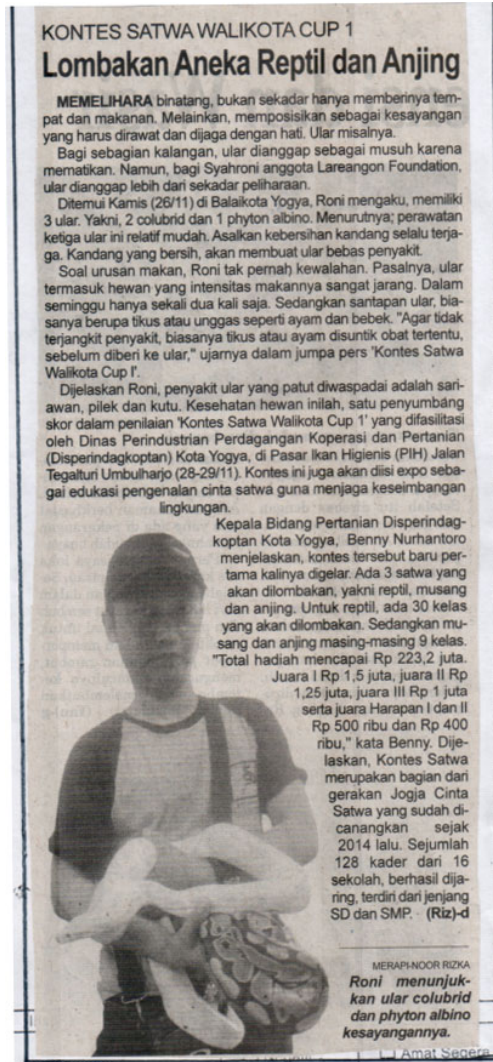 KONTES SATWA WALIKOTA CUP 1
Lombakan Aneka Reptil dan Anjing
MEMELIHARA binatang, bukan sekadar hanya memberinya tem-
pat dan makanan. Melainkan, memposisikan sebagai kesayangan
yang harus dirawat dan dijaga dengan hati. Ular misalnya.
Bagi sebagian kalangan, ular dianggap sebagai musuh karena
mematikan. Namun, bagi Syahroni anggota Lareangon Foundation,
ular dianggap lebih dari sekadar peliharaan.
Ditemui Kamis (26/11) di Balaikota Yogya, Roni mengaku, memiliki
3 ular. Yakni, 2 colubrid dan 1 phyton albino. Menurutnya; perawatan
ketiga ular ini relatif mudah. Asalkan kebersihan kandang selalu terja-
ga. Kandang yang bersih, akan membuat ular bebas penyakit.
Soal urusan makan, Roni tak pernah kewalahan. Pasalnya, ular
termasuk hewan yang intensitas makannya sangat jarang. Dalam
seminggu hanya sekali dua kali saja. Sedangkan santapan ular, bia-
sanya berupa tikus atau unggas seperti ayam dan bebek. "Agar tidak
terjangkit penyakit, biasanya tikus atau ayam disuntik obat tertentu,
sebelum diberi ke ular," ujarnya dalam jumpa pers 'Kontes Satwa
Walikota Cup I'.
Dijelaskan Roni, penyakit ular yang patut diwaspadai adalah sari-
awan, pilek dan kutu. Kesehatan hewan inilah, satu penyumbang
skor dalam penilaian 'Kontes Satwa Walikota Cup 1' yang difasilitasi
oleh Dinas Perindustrian Perdagangan Koperasi dan Pertanian
(Disperindagkoptan) Kota Yogya, di Pasar Ikan Higienis (PIH) Jalan
Tegalturi Umbulharjo (28-29/11). Kontes ini juga akan diisi expo seba-
gai edukasi pengenalan cinta satwa guna menjaga keseimbangan
lingkungan.
Kepala Bidang Pertanian Disperindag-
koptan Kota Yogya, Benny Nurhantoro
menjelaskan, kontes tersebut baru per-
tama kalinya digelar. Ada 3 satwa yang
akan dilombakan, yakni reptil, musang
dan anjing. Untuk reptil, ada 30 kelas
yang akan dilombakan. Sedangkan mu-
sang dan anjing masing-masing 9 kelas.
"Total hadiah mencapai Rp 223,2 juta.
Juara I Rp 1,5 juta, juara II Rp
1,25 juta, juara III Rp 1 juta
serta juara Harapan I dan II
Rp 500 ribu dan Rp 400
ribu," kata Benny. Dije-
laskan, Kontes Satwa
merupakan bagian dari
gerakan Jogja Cinta
Satwa yang sudah di-
canangkan sejak
2014 lalu. Sejumlah
128 kader dari 16
sekolah, berhasil dija-
ring, terdiri dari jenjang
SD dan SMP. (Riz)-d
MERAPI-NOOR RIZKA
Roni menunjuk-
kan ular colubrid
dan phyton albino
kesayangannya.
Amat Segera